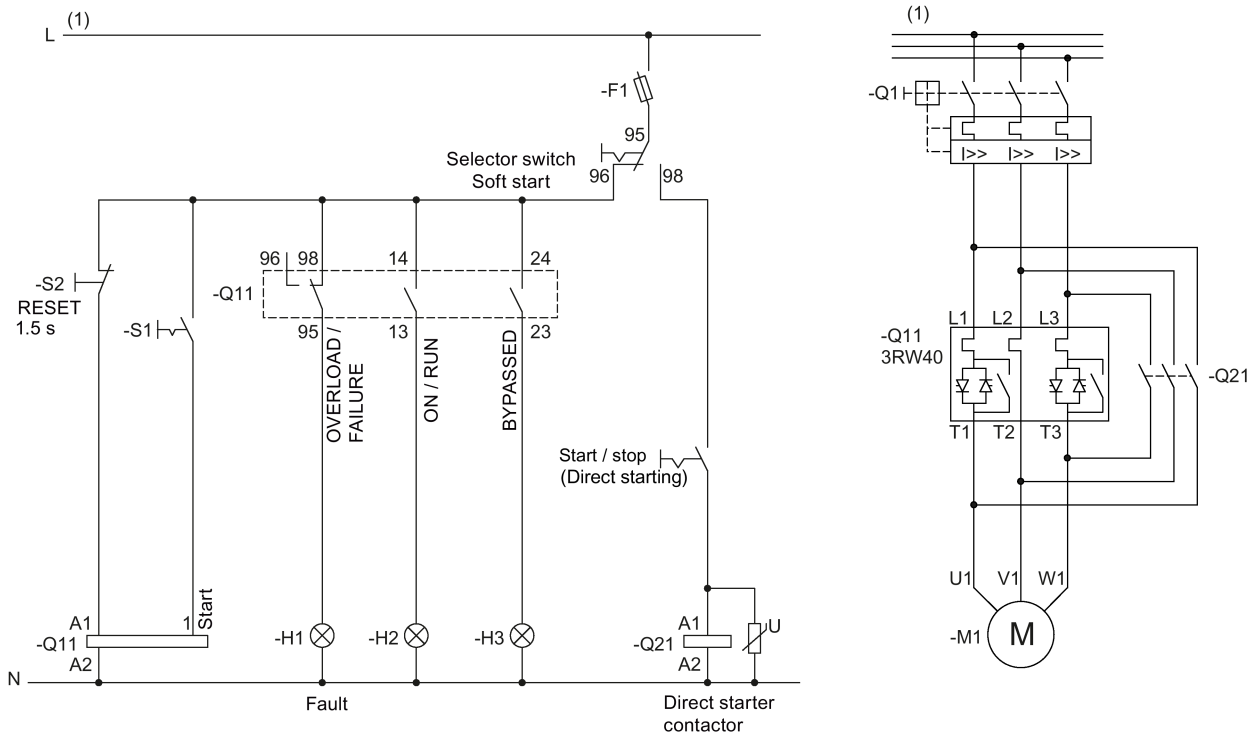 L (1)
-F1
95
Selector switch
Soft start
96
98
-S2
RESET
1.5 s
-S1
96 98
14
24
-Q11
95
13
23
OVERLOAD /
FAILURE
ON / RUN
BYPASSED
Start / stop
(Direct starting)
A1
1
Start
-Q11
A2
-H1
-H2
-H3
A1
-Q21
A2
U
N
Fault
Direct starter
contactor
(1)
-Q1
I>> I>> I>>
L1 L2 L3
-Q11
3RW40
-Q21
T1 T2 T3
U1 V1 W1
-M1
M